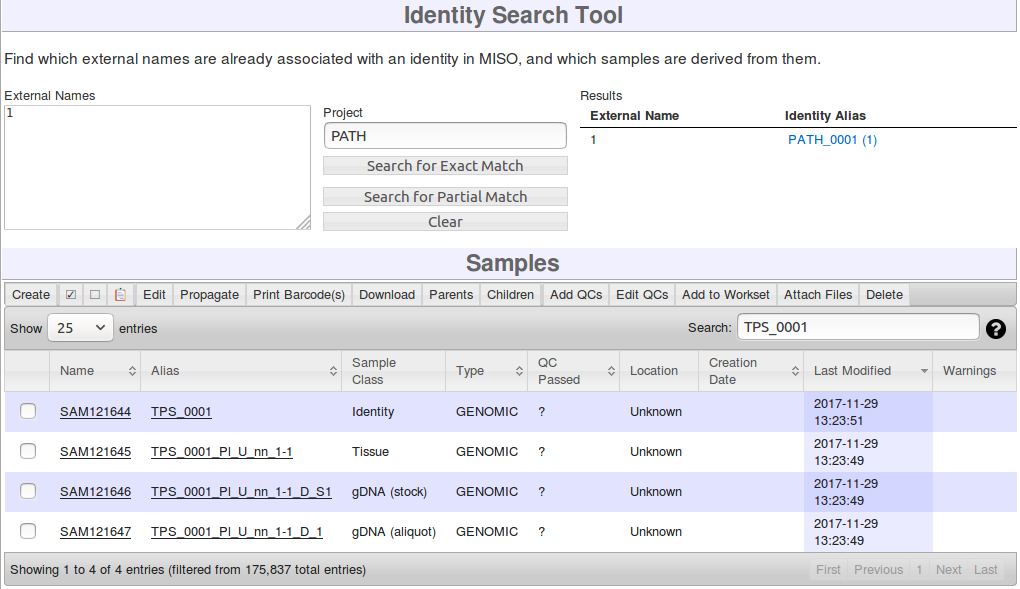 Identity Search Tool
Find which external names are already associated with an identity in MISO, and which samples are derived from them.
External Names
1
Project
PATH
Search for Exact Match
Search for Partial Match
Clear
Results
External Name Identity Alias
1 PATH_0001 (1)
Samples
Create Edit Propagate Print Barcode(s) Download Parents Children Add QCs Edit QCs Add to Workset Attach Files Delete
Show 25 entries Search: TPS_0001 ?
Name Alias Sample Class Type QC Passed Location Creation Date Last Modified Warnings
SAM121644 TPS_0001 Identity GENOMIC ? Unknown 2017-11-29 13:23:51
SAM121645 TPS_0001_Pl_U_nn_1-1 Tissue GENOMIC ? Unknown 2017-11-29 13:23:49
SAM121646 TPS_0001_Pl_U_nn_1-1_D_S1 gDNA (stock) GENOMIC ? Unknown 2017-11-29 13:23:49
SAM121647 TPS_0001_Pl_U_nn_1-1_D_1 gDNA (aliquot) GENOMIC ? Unknown 2017-11-29 13:23:49
Showing 1 to 4 of 4 entries (filtered from 175,837 total entries) First Previous 1 Next Last